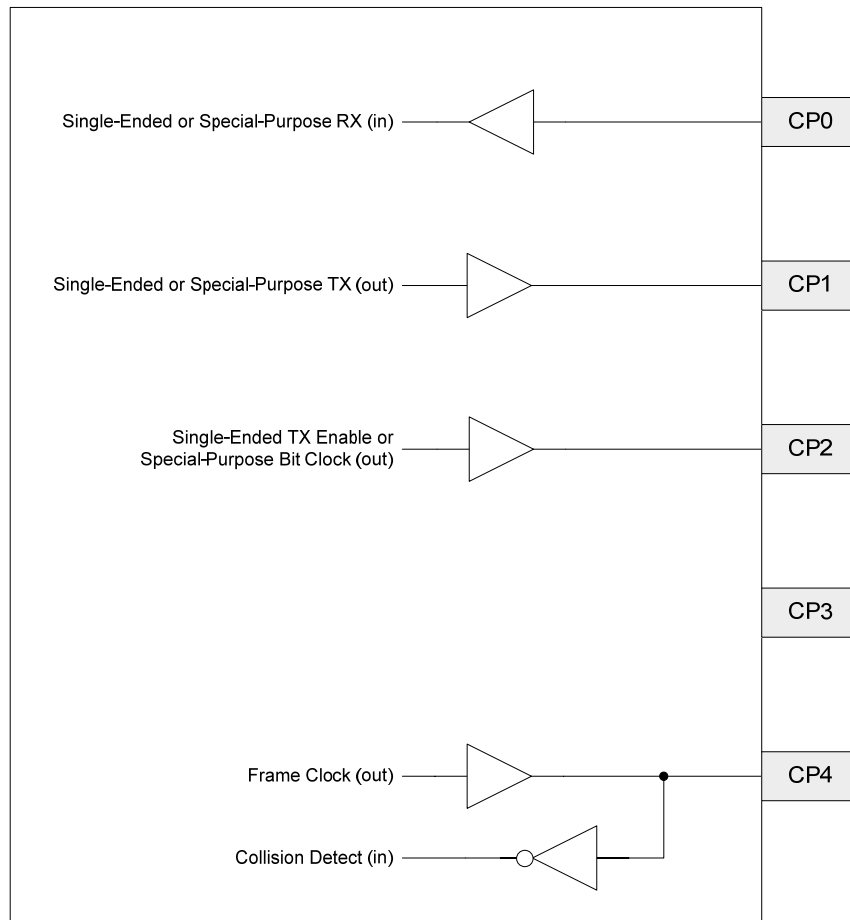 Single-Ended or Special-Purpose RX (in)
CP0
Single-Ended or Special-Purpose TX (out)
CP1
Single-Ended TX Enable or
Special-Purpose Bit Clock (out)
CP2
CP3
Frame Clock (out)
CP4
Collision Detect (in)